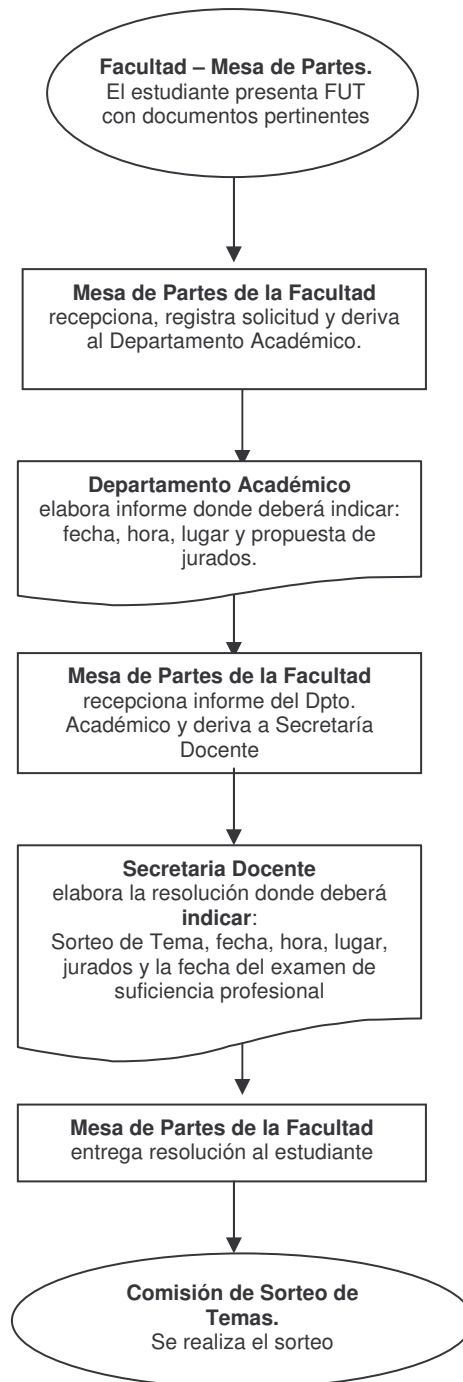 Facultad – Mesa de Partes.
El estudiante presenta FUT
con documentos pertinentes
Mesa de Partes de la Facultad
recepciona, registra solicitud y deriva
al Departamento Académico.
Departamento Académico
elabora informe donde deberá indicar:
fecha, hora, lugar y propuesta de
jurados.
Mesa de Partes de la Facultad
recepciona informe del Dpto.
Académico y deriva a Secretaría
Docente
Secretaria Docente
elabora la resolución donde deberá
indicar:
Sorteo de Tema, fecha, hora, lugar,
jurados y la fecha del examen de
suficiencia profesional
Mesa de Partes de la Facultad
entrega resolución al estudiante
Comisión de Sorteo de
Temas.
Se realiza el sorteo